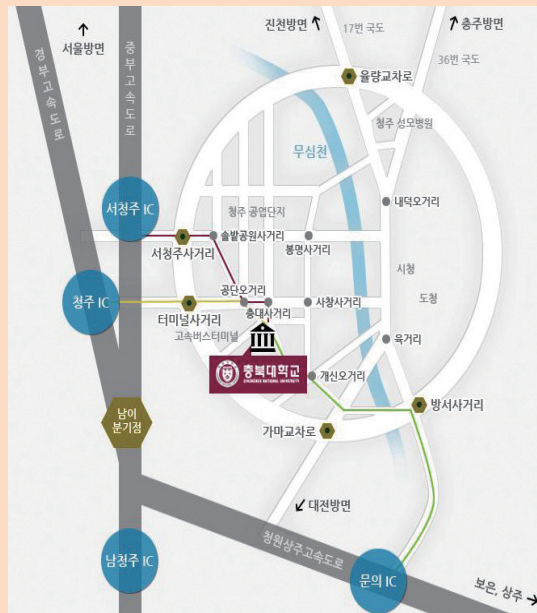 진천방면
17번 국도
충주방면
서울방면
36번 국도
경부고속도로
중부고속도로
율량교차로
청주 성모병원
무심천
서청주 IC
청주 공업단지
내덕오거리
솔밭공원사거리
봉명사거리
서청주사거리
시청
도청
공단오거리
청주 IC
충대사거리
사창사거리
터미널사거리
고속버스터미널
육거리
충북대학교
CHUNGBUK NATIONAL UNIVERSITY
개신오거리
남이
분기점
방서사거리
가마교차로
대전방면
청원상주고속도로
남청주 IC
문의 IC
보은, 상주